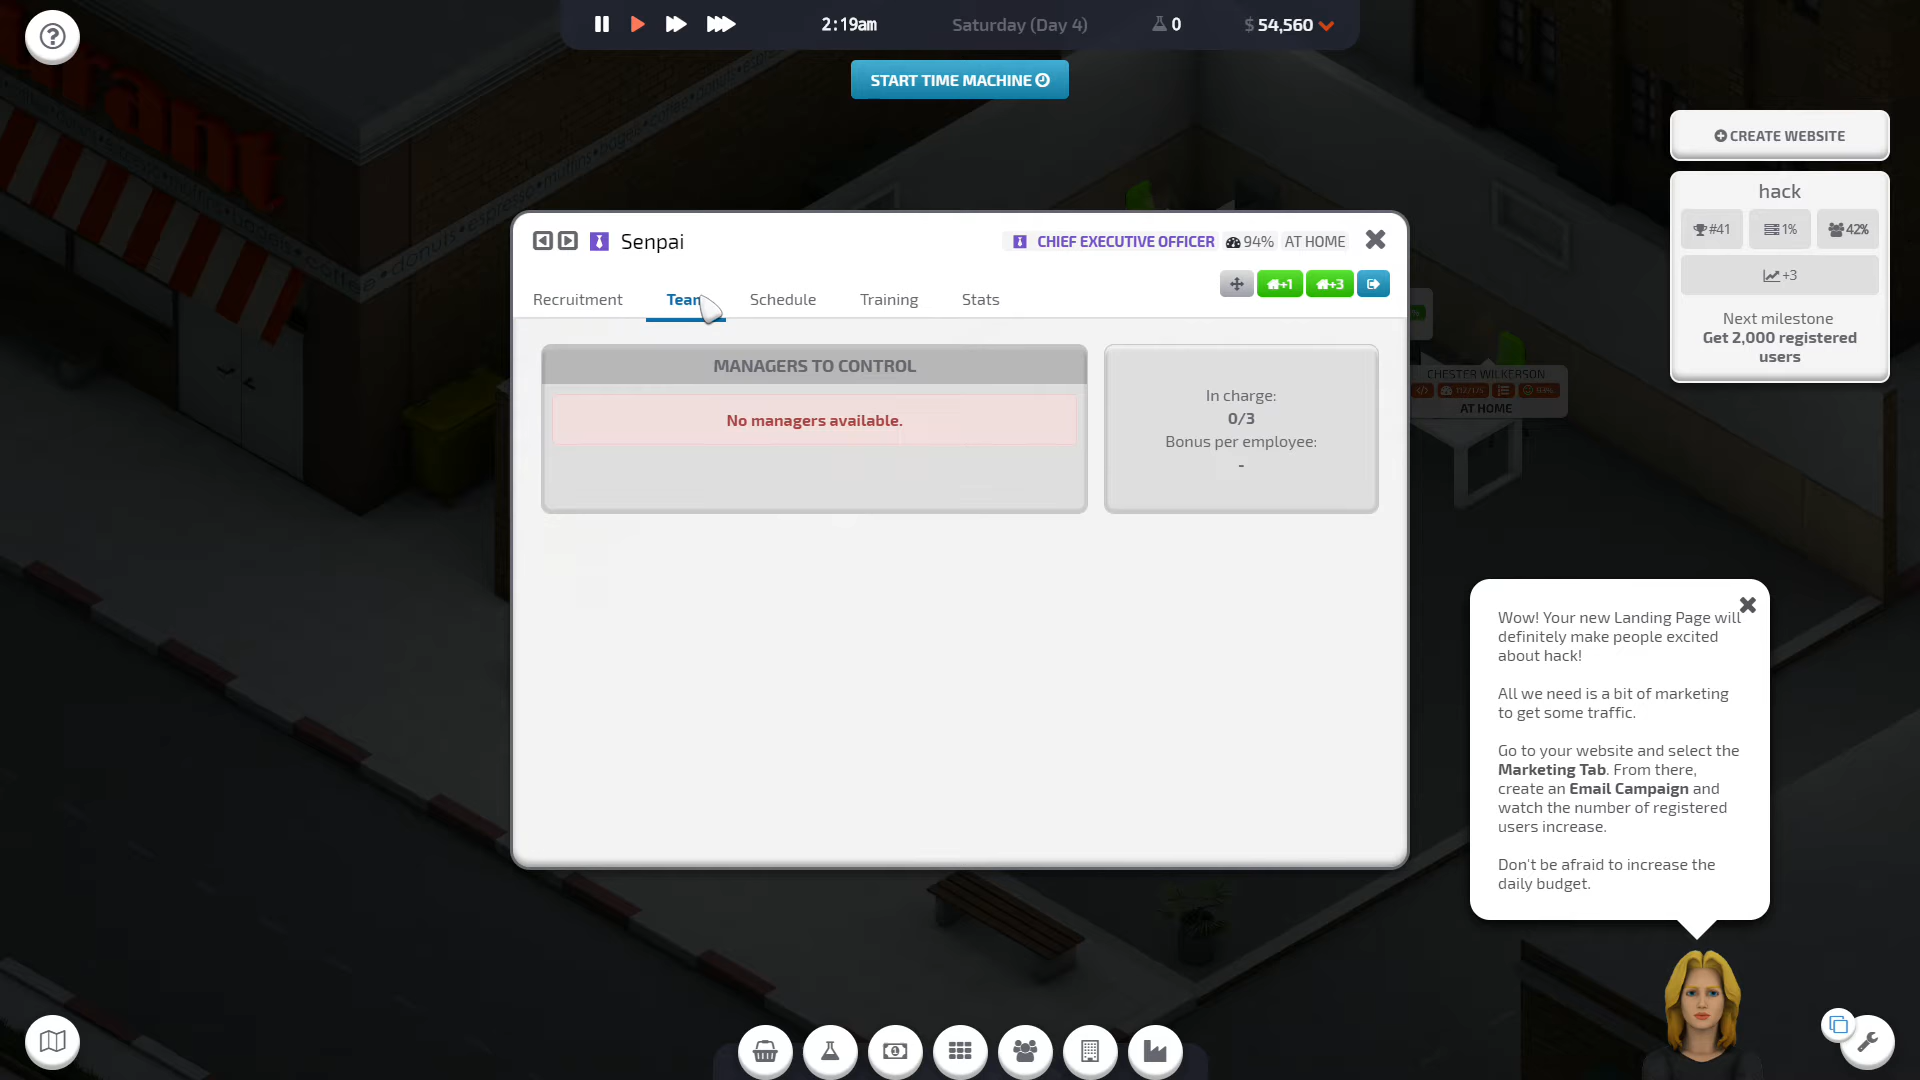 2:19am
Saturday (Day 4)
0
$ 54,560
START TIME MACHINE
CREATE WEBSITE
hack
#41
1%
42%
+3
Next milestone
Get 2,000 registered
users
Senpai
CHIEF EXECUTIVE OFFICER
94%
AT HOME
+1
+3
Recruitment
Team
Schedule
Training
Stats
MANAGERS TO CONTROL
No managers available.
In charge:
0/3
Bonus per employee:
-
CHESTER WILKERSON
AT HOME
Wow! Your new Landing Page will
definitely make people excited
about hack!
All we need is a bit of marketing
to get some traffic.
Go to your website and select the
Marketing Tab. From there,
create an Email Campaign and
watch the number of registered
users increase.
Don't be afraid to increase the
daily budget.